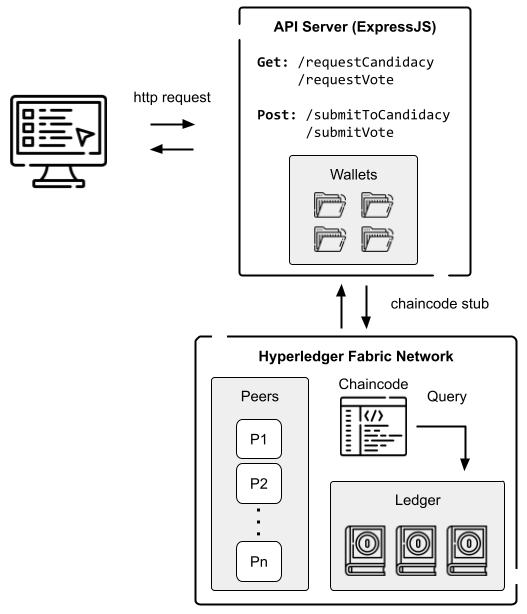 API Server (ExpressJS)
Get: /requestCandidacy
/requestVote
http request
Post: /submitToCandidacy
/submitVote
Wallets
chaincode stub
Hyperledger Fabric Network
Peers
Chaincode
Query
</>
P1
P2
Pn
Ledger